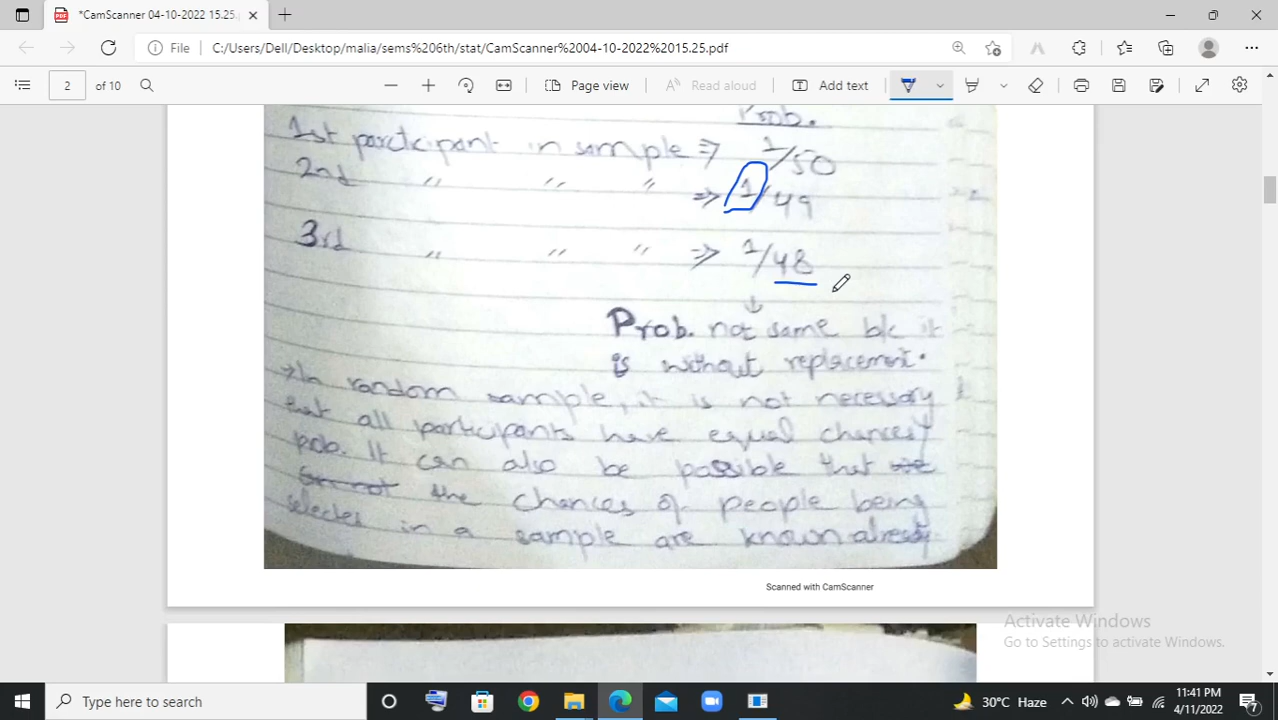 *CamScanner 04-10-2022 15.25.
File
C:/Users/Dell/Desktop/malia/sems%206th/stat/CamScanner%2004-10-2022%2015.25.pdf
2 of 10
Page view
Read aloud
Add text
Prob.
1st participant in sample ⇒ 1/50
2nd " " " ⇒ 1/49
3rd " " " ⇒ 1/48
↓
Prob. not same b/c it
is without replacement.
→In random sample, it is not necessary
that all participants have equal chances/
prob. It can also be possible that
the chances of people being
selected in a sample are known already
Scanned with CamScanner
Activate Windows
Go to Settings to activate Windows.
Type here to search
30°C Haze
11:41 PM
4/11/2022
7